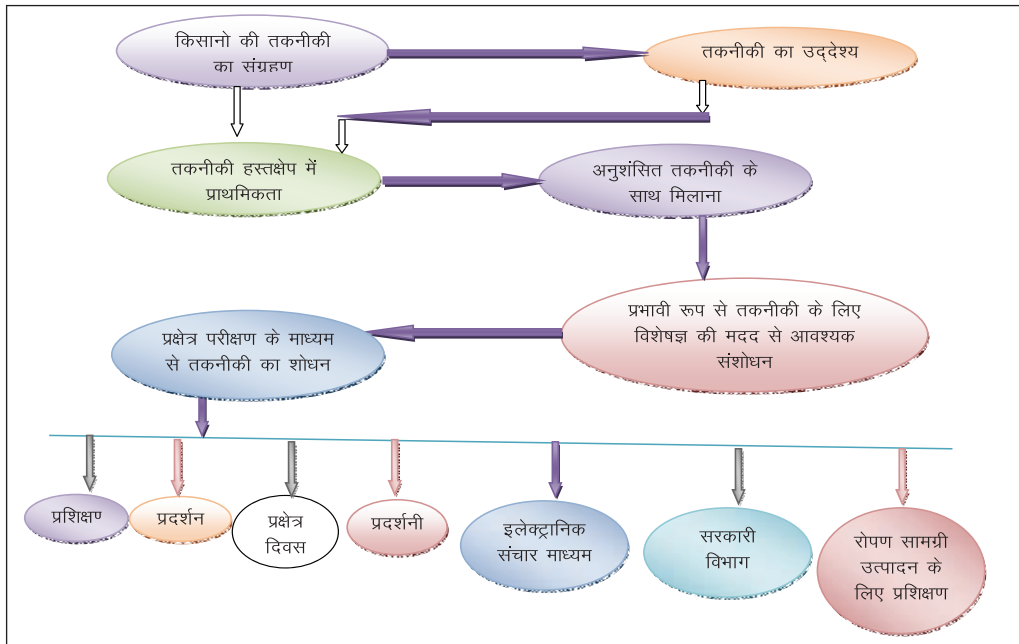 किसानो की तकनीकी
का संग्रहण
तकनीकी का उद्देश्य
तकनीकी हस्तक्षेप में
प्राथमिकता
अनुशंसित तकनीकी के
साथ मिलाना
प्रभावी रूप से तकनीकी के लिए
विशेषज्ञ की मदद से आवश्यक
संशोधन
प्रक्षेत्र परीक्षण के माध्यम
से तकनीकी का शोधन
प्रशिक्षण
प्रदर्शन
प्रक्षेत्र
दिवस
प्रदर्शनी
इलेक्ट्रानिक
संचार माध्यम
सरकारी
विभाग
रोपण सामग्री
उत्पादन के
लिए प्रशिक्षण